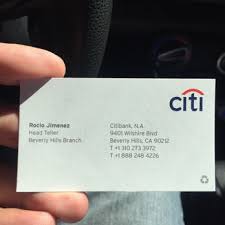 citi
Rocio Jimenez
Head Teller
Beverly Hills Branch
Citibank, N.A.
9401 Wilshire Blvd
Beverly Hills, CA 90212
T +1 310 273 3972
T +1 888 248 4226